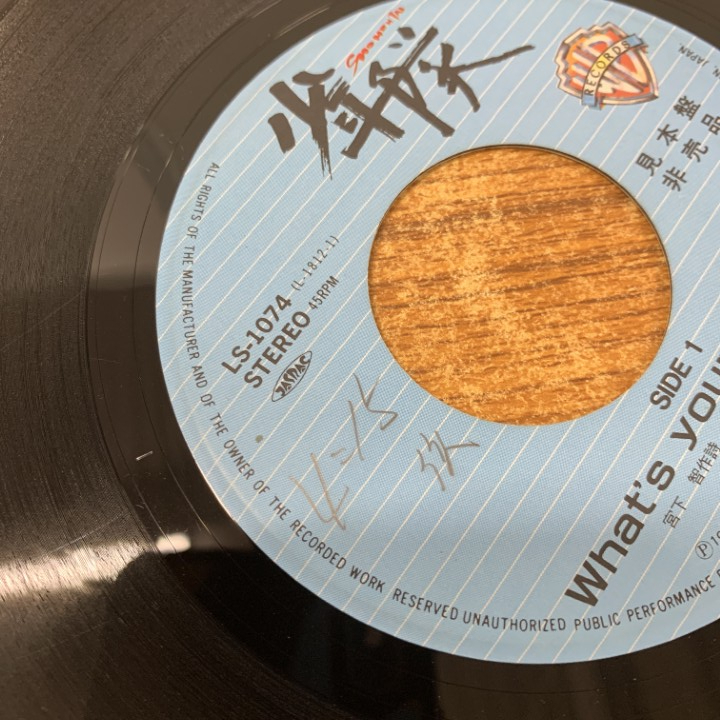 少年隊
WB
RECORDS
, JAPAN.
見本盤
非売品
LS-1074 (L-1812-1)
STEREO 45RPM
JASRAC
SIDE 1
What's you
宮下 智作詩
Ⓟ19
ALL RIGHTS OF THE MANUFACTURER AND OF THE OWNER OF THE RECORDED WORK RESERVED UNAUTHORIZED PUBLIC PERFORMANCE